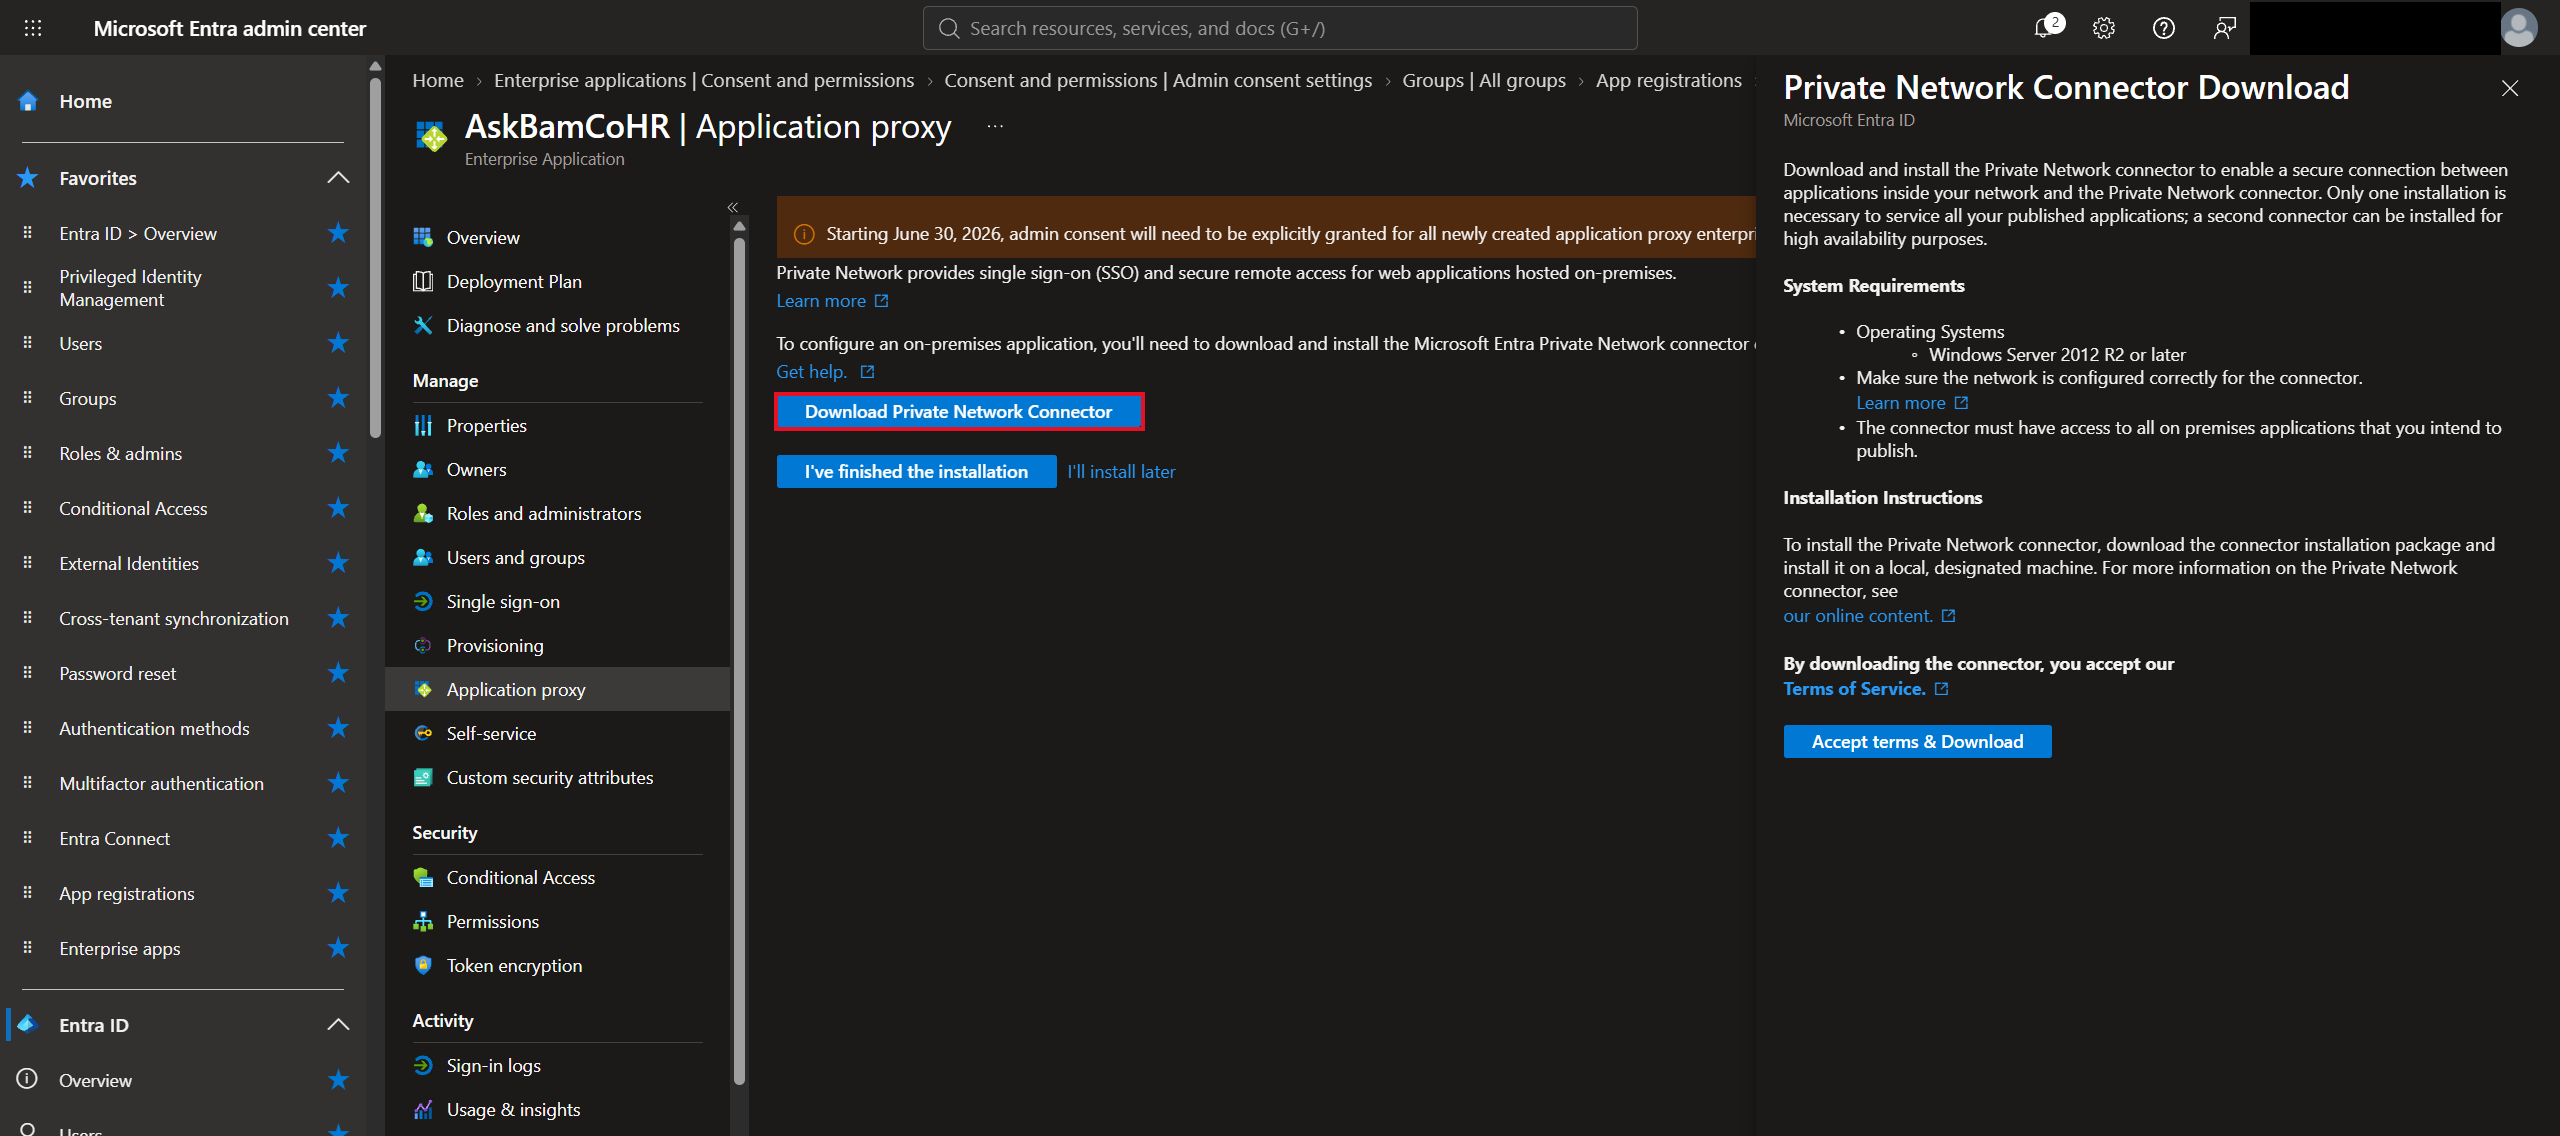 Microsoft Entra admin center
Search resources, services, and docs (G+/)
2
Home
Favorites
Entra ID > Overview
Privileged Identity
Management
Users
Groups
Roles & admins
Conditional Access
External Identities
Cross-tenant synchronization
Password reset
Authentication methods
Multifactor authentication
Entra Connect
App registrations
Enterprise apps
Entra ID
Overview
Users
Home › Enterprise applications | Consent and permissions › Consent and permissions | Admin consent settings › Groups | All groups › App registrations ›
AskBamCoHR | Application proxy ...
Enterprise Application
Overview
Deployment Plan
Diagnose and solve problems
Manage
Properties
Owners
Roles and administrators
Users and groups
Single sign-on
Provisioning
Application proxy
Self-service
Custom security attributes
Security
Conditional Access
Permissions
Token encryption
Activity
Sign-in logs
Usage & insights
Starting June 30, 2026, admin consent will need to be explicitly granted for all newly created application proxy enterpri
Private Network provides single sign-on (SSO) and secure remote access for web applications hosted on-premises.
Learn more
To configure an on-premises application, you'll need to download and install the Microsoft Entra Private Network connector
Get help.
Download Private Network Connector
I've finished the installation I'll install later
Private Network Connector Download
Microsoft Entra ID
Download and install the Private Network connector to enable a secure connection between
applications inside your network and the Private Network connector. Only one installation is
necessary to service all your published applications; a second connector can be installed for
high availability purposes.
System Requirements
• Operating Systems
◦ Windows Server 2012 R2 or later
• Make sure the network is configured correctly for the connector.
Learn more
• The connector must have access to all on premises applications that you intend to
publish.
Installation Instructions
To install the Private Network connector, download the connector installation package and
install it on a local, designated machine. For more information on the Private Network
connector, see
our online content.
By downloading the connector, you accept our
Terms of Service.
Accept terms & Download